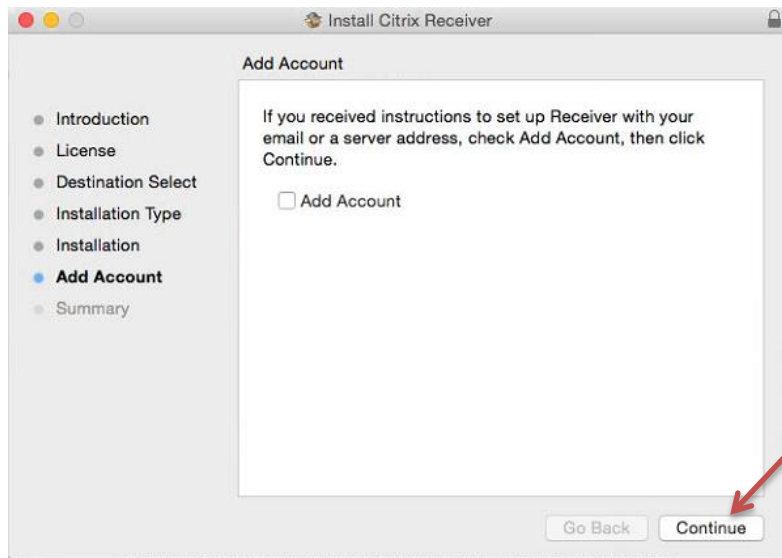 Install Citrix Receiver
Add Account
Introduction
License
Destination Select
Installation Type
Installation
Add Account
Summary
If you received instructions to set up Receiver with your
email or a server address, check Add Account, then click
Continue.
Add Account
Go Back
Continue